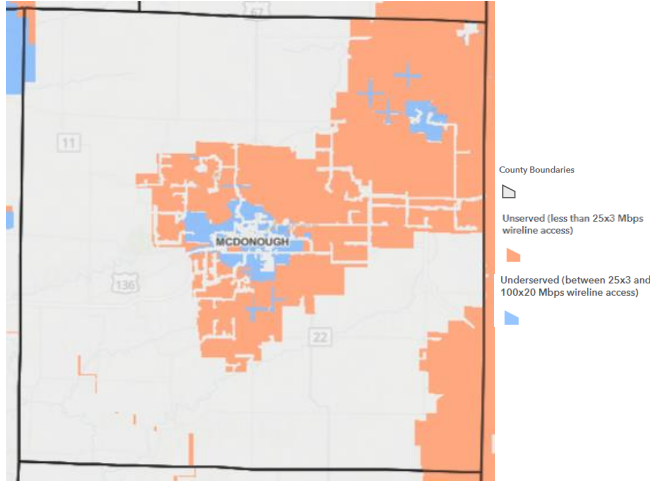 67
11
MCDONOUGH
136
22
County Boundaries
Unserved (less than 25x3 Mbps
wireline access)
Underserved (between 25x3 and
100x20 Mbps wireline access)